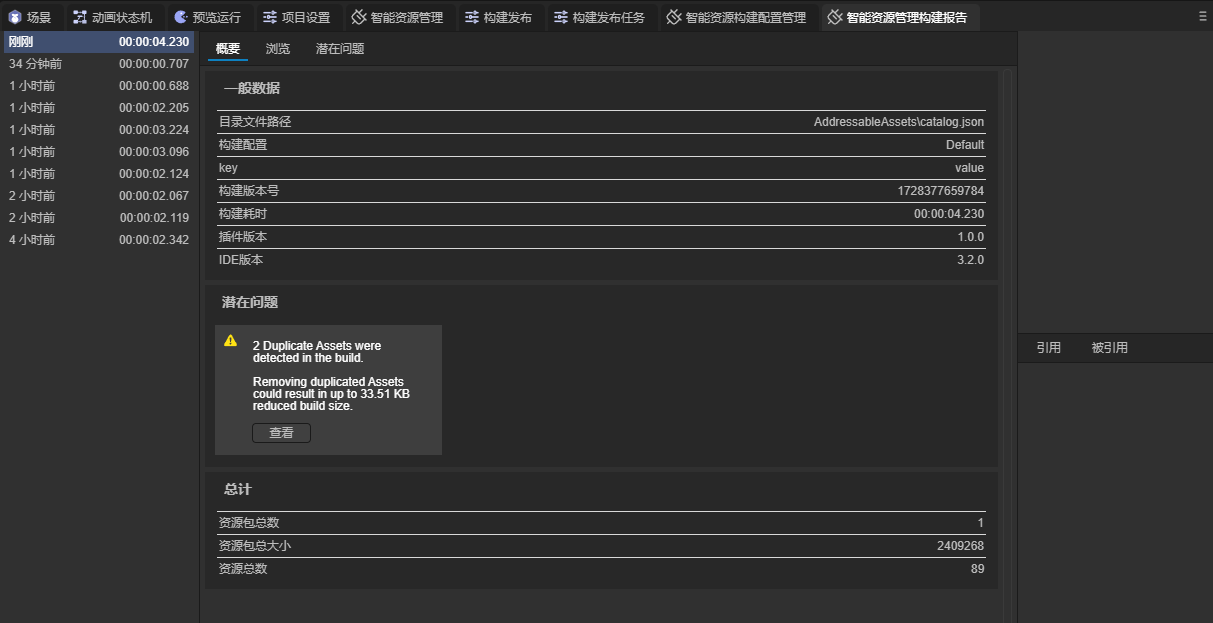 场景 动画状态机 预览运行 项目设置 智能资源管理 构建发布 构建发布任务 智能资源构建配置管理 智能资源管理构建报告
刚刚 00:00:04.230
34 分钟前 00:00:00.707
1 小时前 00:00:00.688
1 小时前 00:00:02.205
1 小时前 00:00:03.224
1 小时前 00:00:03.096
1 小时前 00:00:02.124
2 小时前 00:00:02.067
2 小时前 00:00:02.119
4 小时前 00:00:02.342
概要 浏览 潜在问题
一般数据
目录文件路径 AddressableAssets\catalog.json
构建配置 Default
key value
构建版本号 1728377659784
构建耗时 00:00:04.230
插件版本 1.0.0
IDE版本 3.2.0
潜在问题
2 Duplicate Assets were
detected in the build.
Removing duplicated Assets
could result in up to 33.51 KB
reduced build size.
查看
总计
资源包总数 1
资源包总大小 2409268
资源总数 89
引用 被引用